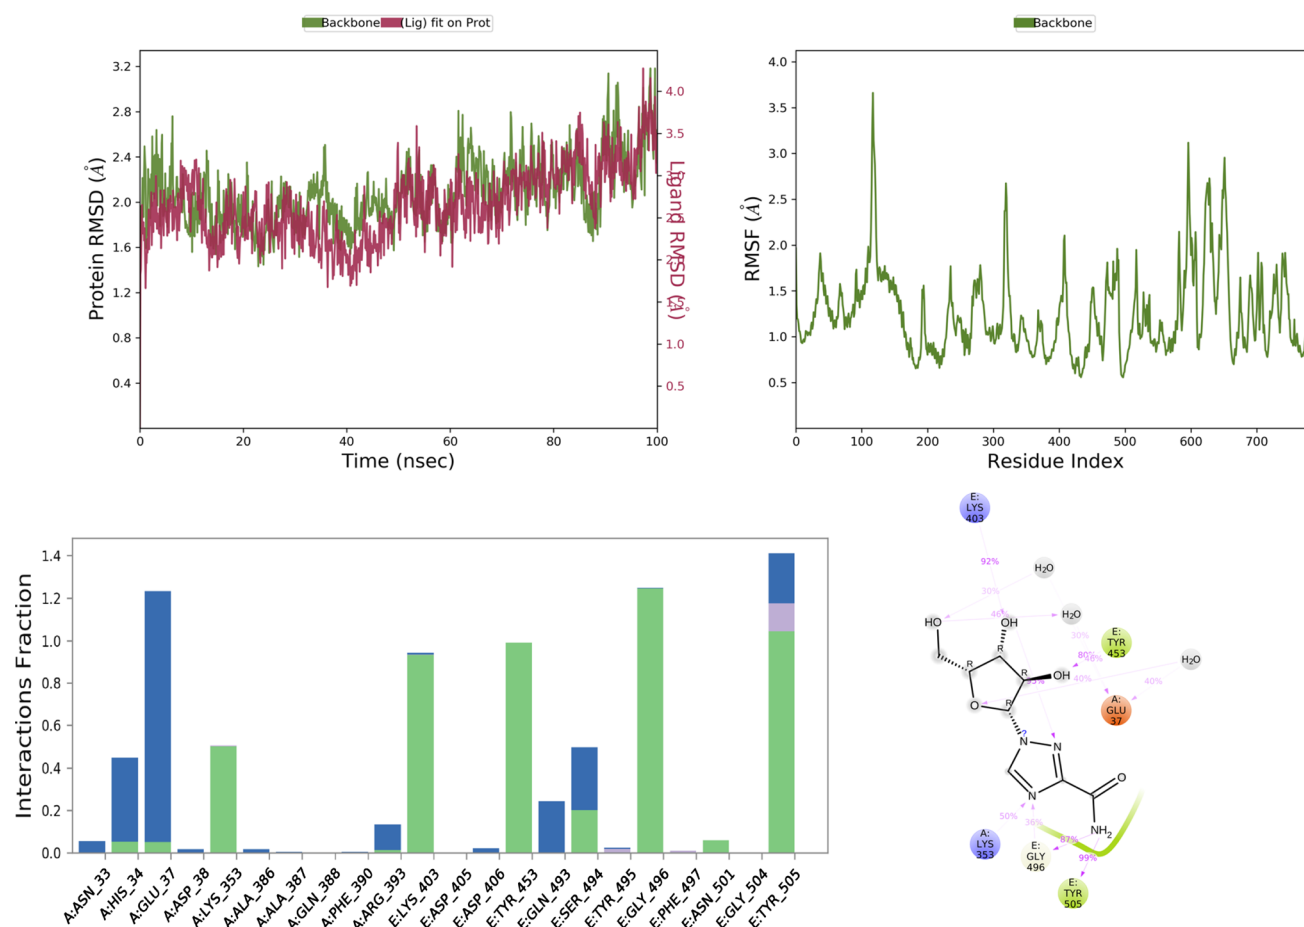 Backbone
(Lig) fit on Prot
Protein RMSD (Å)
3.2
2.8
2.4
2.0
1.6
1.2
0.8
0.4
0
20
40
60
80
100
Time (nsec)
4.0
3.5
1.0
0.5
Ligand RMSD (Å)
Backbone
RMSF (Å)
4.0
3.5
3.0
2.5
2.0
1.5
1.0
0.5
0
100
200
300
400
500
600
700
Residue Index
Interactions Fraction
1.4
1.2
1.0
0.8
0.6
0.4
0.2
0.0
A:ASN_33
A:HIS_34
A:GLU_37
A:ASP_38
A:LYS_353
A:ALA_386
A:ALA_387
A:GLN_388
A:PHE_390
A:ARG_393
E:LYS_403
E:ASP_405
E:ASP_406
E:TYR_453
E:GLN_493
E:SER_494
E:TYR_495
E:GLY_496
E:PHE_497
E:ASN_501
E:GLY_504
E:TYR_505
E:
LYS
403
92%
H₂O
30%
46%
H₂O
HO
OH
30%
E:
TYR
453
80%
46%
H₂O
R
R
R
OH
40%
40%
O
R
A:
GLU
37
N
N
O
N
50%
36%
NH₂
87%
A:
LYS
353
E:
GLY
496
99%
E:
TYR
505